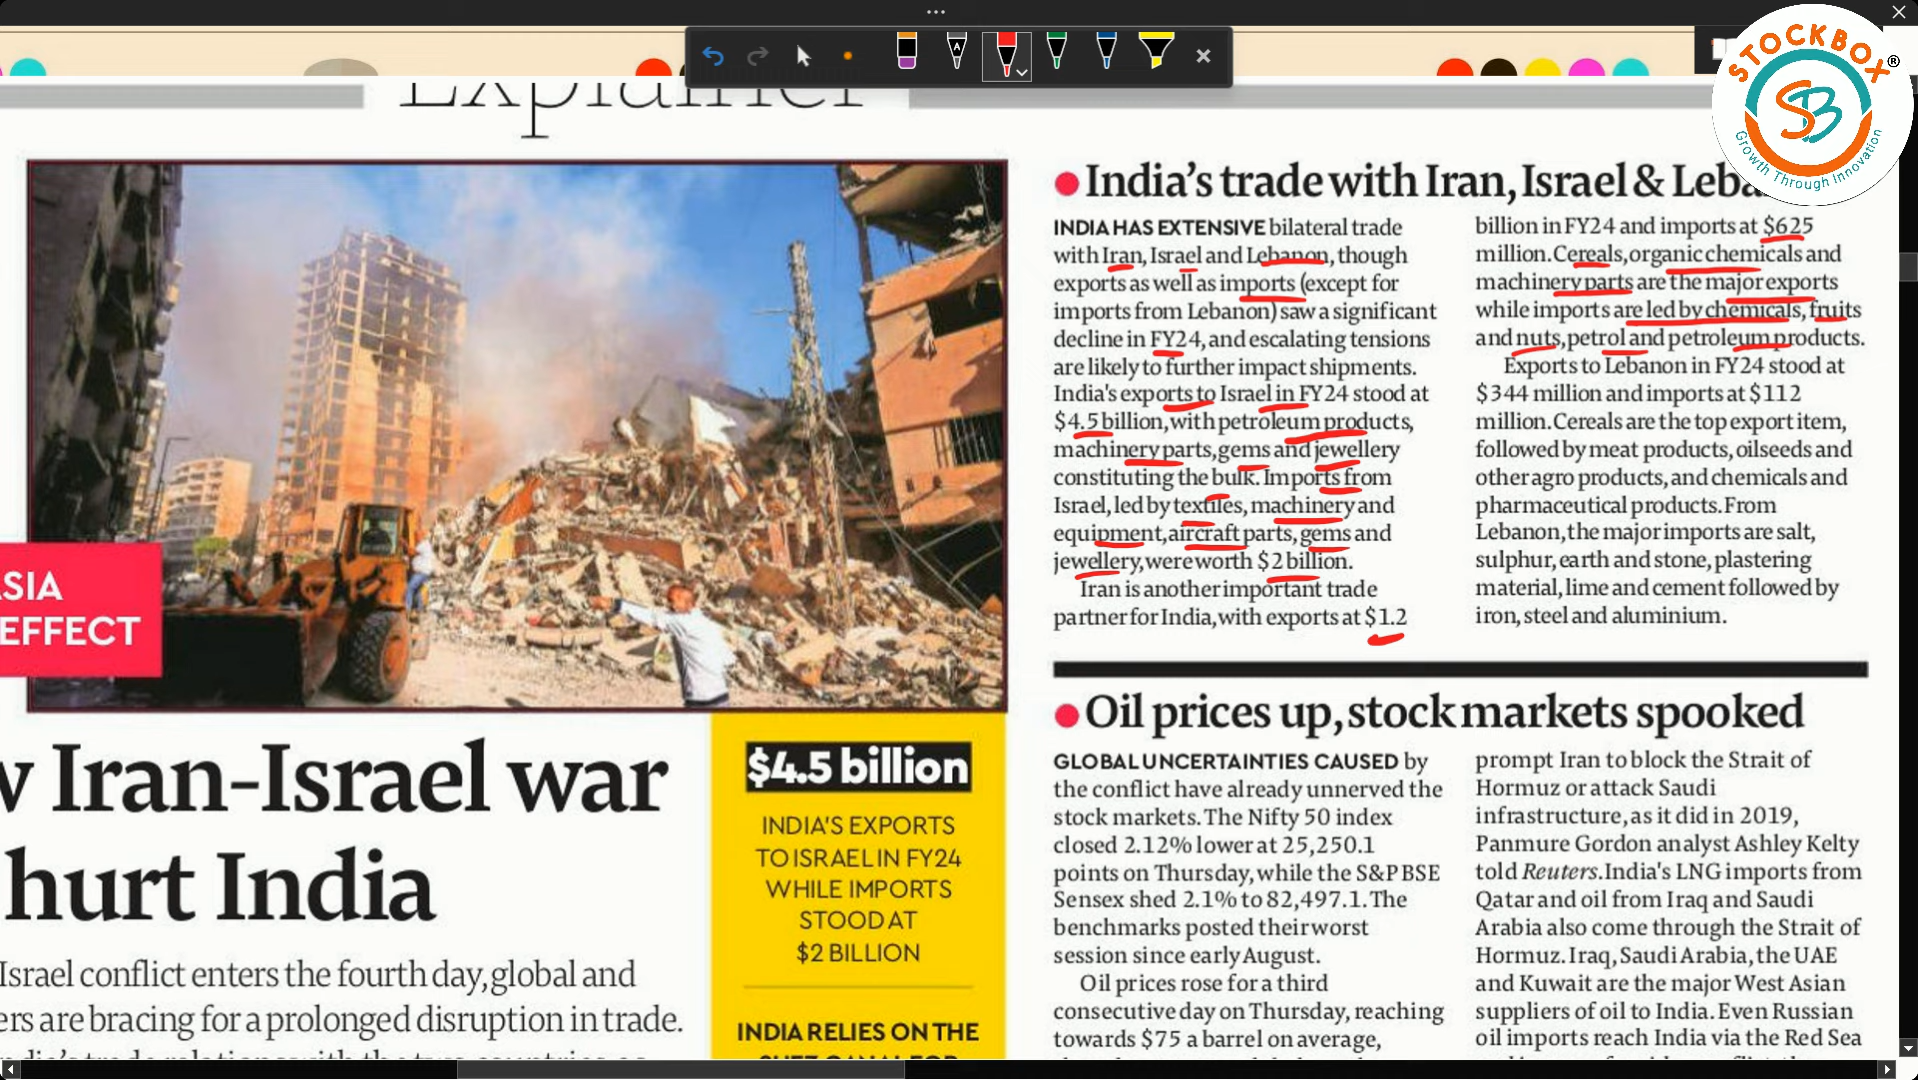 Explainer
STOCKBOX
®
SB
Growth Through Innovation
ASIA
EFFECT
Iran-Israel war
hurt India
Israel conflict enters the fourth day, global and
ers are bracing for a prolonged disruption in trade.
$4.5 billion
INDIA'S EXPORTS
TO ISRAEL IN FY24
WHILE IMPORTS
STOOD AT
$2 BILLION
INDIA RELIES ON THE
SUEZ CANAL FOR
India's trade with Iran, Israel & Leba
INDIA HAS EXTENSIVE bilateral trade
with Iran, Israel and Lebanon, though
exports as well as imports (except for
imports from Lebanon) saw a significant
decline in FY24, and escalating tensions
are likely to further impact shipments.
India's exports to Israel in FY24 stood at
$4.5 billion, with petroleum products,
machinery parts, gems and jewellery
constituting the bulk. Imports from
Israel, led by textiles, machinery and
equipment, aircraft parts, gems and
jewellery, were worth $2 billion.
Iran is another important trade
partner for India, with exports at $1.2
billion in FY24 and imports at $625
million. Cereals, organic chemicals and
machinery parts are the major exports
while imports are led by chemicals, fruits
and nuts, petrol and petroleum products.
Exports to Lebanon in FY24 stood at
$344 million and imports at $112
million. Cereals are the top export item,
followed by meat products, oilseeds and
other agro products, and chemicals and
pharmaceutical products. From
Lebanon, the major imports are salt,
sulphur, earth and stone, plastering
material, lime and cement followed by
iron, steel and aluminium.
Oil prices up, stock markets spooked
GLOBAL UNCERTAINTIES CAUSED by
the conflict have already unnerved the
stock markets. The Nifty 50 index
closed 2.12% lower at 25,250.1
points on Thursday, while the S&P BSE
Sensex shed 2.1% to 82,497.1. The
benchmarks posted their worst
session since early August.
Oil prices rose for a third
consecutive day on Thursday, reaching
towards $75 a barrel on average,
prompt Iran to block the Strait of
Hormuz or attack Saudi
infrastructure, as it did in 2019,
Panmure Gordon analyst Ashley Kelty
told Reuters. India's LNG imports from
Qatar and oil from Iraq and Saudi
Arabia also come through the Strait of
Hormuz. Iraq, Saudi Arabia, the UAE
and Kuwait are the major West Asian
suppliers of oil to India. Even Russian
oil imports reach India via the Red Sea